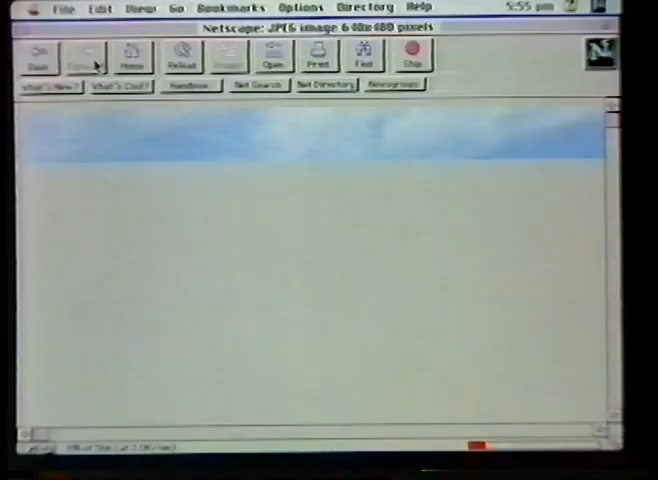 File Edit View Go Bookmarks Options Directory Help 5:55 pm
Netscape: JPEG image 640x480 pixels
Back Home Reload Open Print Find Stop
N
What's New? What's Cool? Handbook Net Search Net Directory Newsgroups